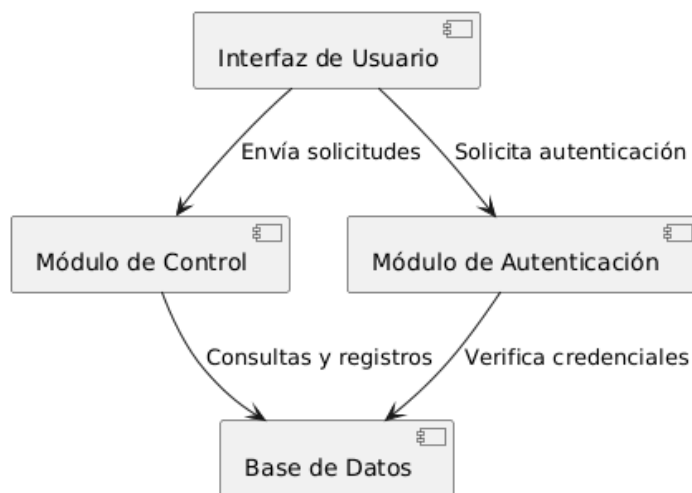 Interfaz de Usuario
Envía solicitudes
Solicita autenticación
Módulo de Control
Módulo de Autenticación
Consultas y registros
Verifica credenciales
Base de Datos